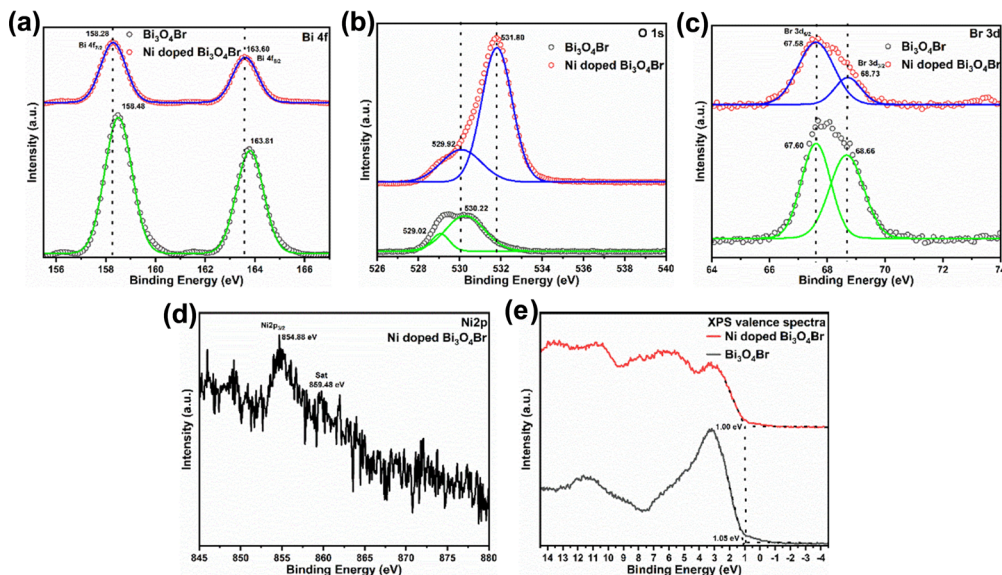 (a)
158.28
Bi 4f7/2
163.60
Bi 4f5/2
Bi 4f
Bi3O4Br
Ni doped Bi3O4Br
158.48
163.81
Intensity (a.u.)
156 158 160 162 164 166
Binding Energy (eV)
(b)
O 1s
531.80
Bi3O4Br
Ni doped Bi3O4Br
529.92
529.02
530.22
Intensity (a.u.)
526 528 530 532 534 536 538 540
Binding Energy (eV)
(c)
Br 3d
Br 3d5/2
67.58
Br 3d3/2
68.73
Bi3O4Br
Ni doped Bi3O4Br
67.60
68.66
Intensity (a.u.)
64 66 68 70 72 74
Binding Energy (eV)
(d)
Ni2p
Ni doped Bi3O4Br
Ni2p3/2
854.88 eV
Sat
859.48 eV
Intensity (a.u.)
845 850 855 860 865 870 875 880
Binding Energy (eV)
(e)
XPS valence spectra
Ni doped Bi3O4Br
Bi3O4Br
1.00 eV
1.05 eV
Intensity (a.u.)
14 13 12 11 10 9 8 7 6 5 4 3 2 1 0 -1 -2 -3 -4
Binding Energy (eV)